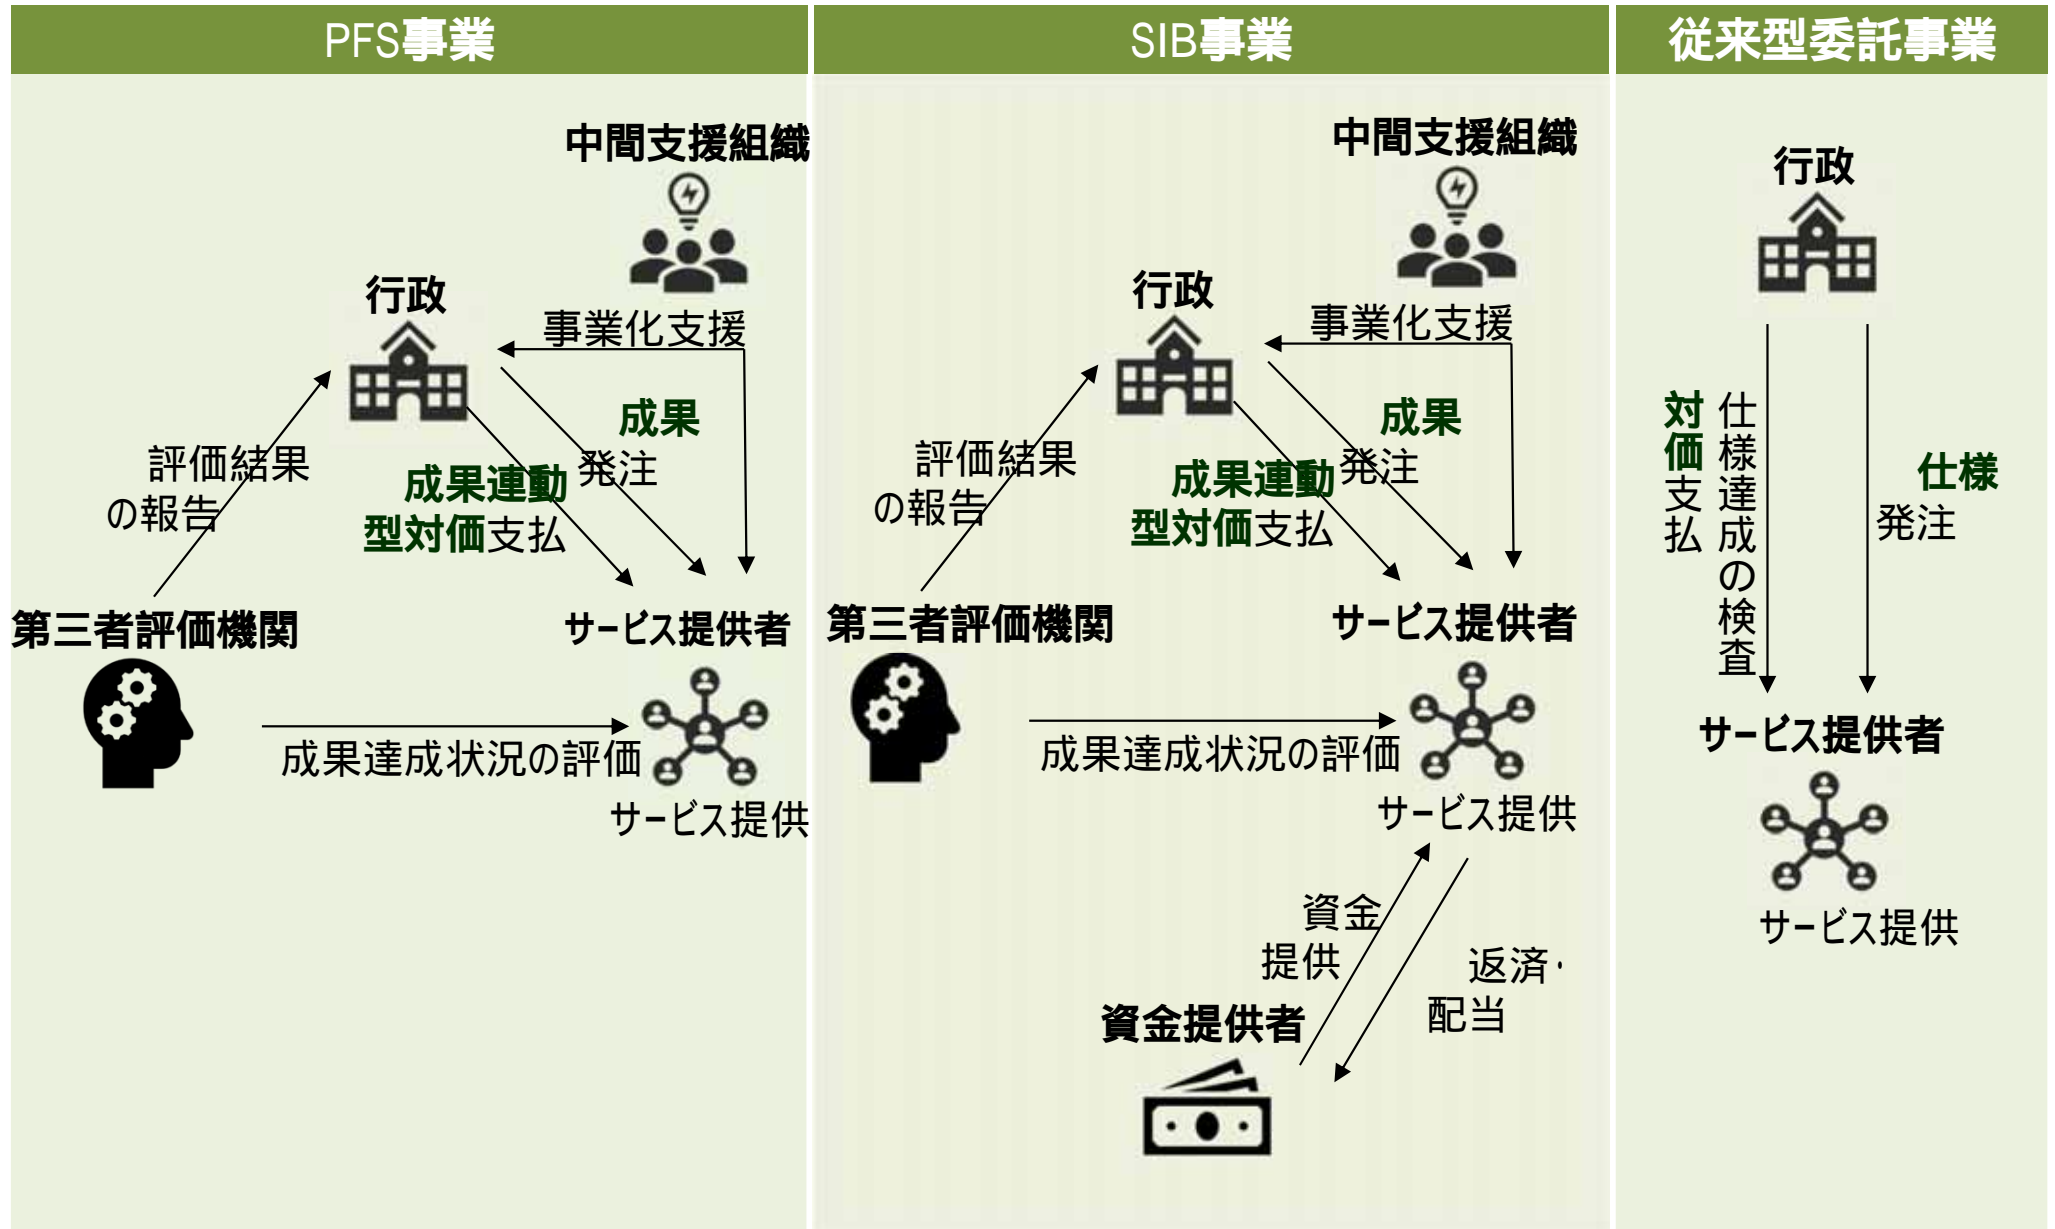 PFS事業
中間支援組織
行政
事業化支援
成果
発注
評価結果
の報告
成果連動
型対価支払
第三者評価機関
サービス提供者
成果達成状況の評価
サービス提供
SIB事業
中間支援組織
行政
事業化支援
成果
発注
評価結果
の報告
成果連動
型対価支払
第三者評価機関
サービス提供者
成果達成状況の評価
サービス提供
資金
提供
返済・
配当
資金提供者
従来型委託事業
行政
仕様達成の検査
対価支払
仕様
発注
サービス提供者
サービス提供